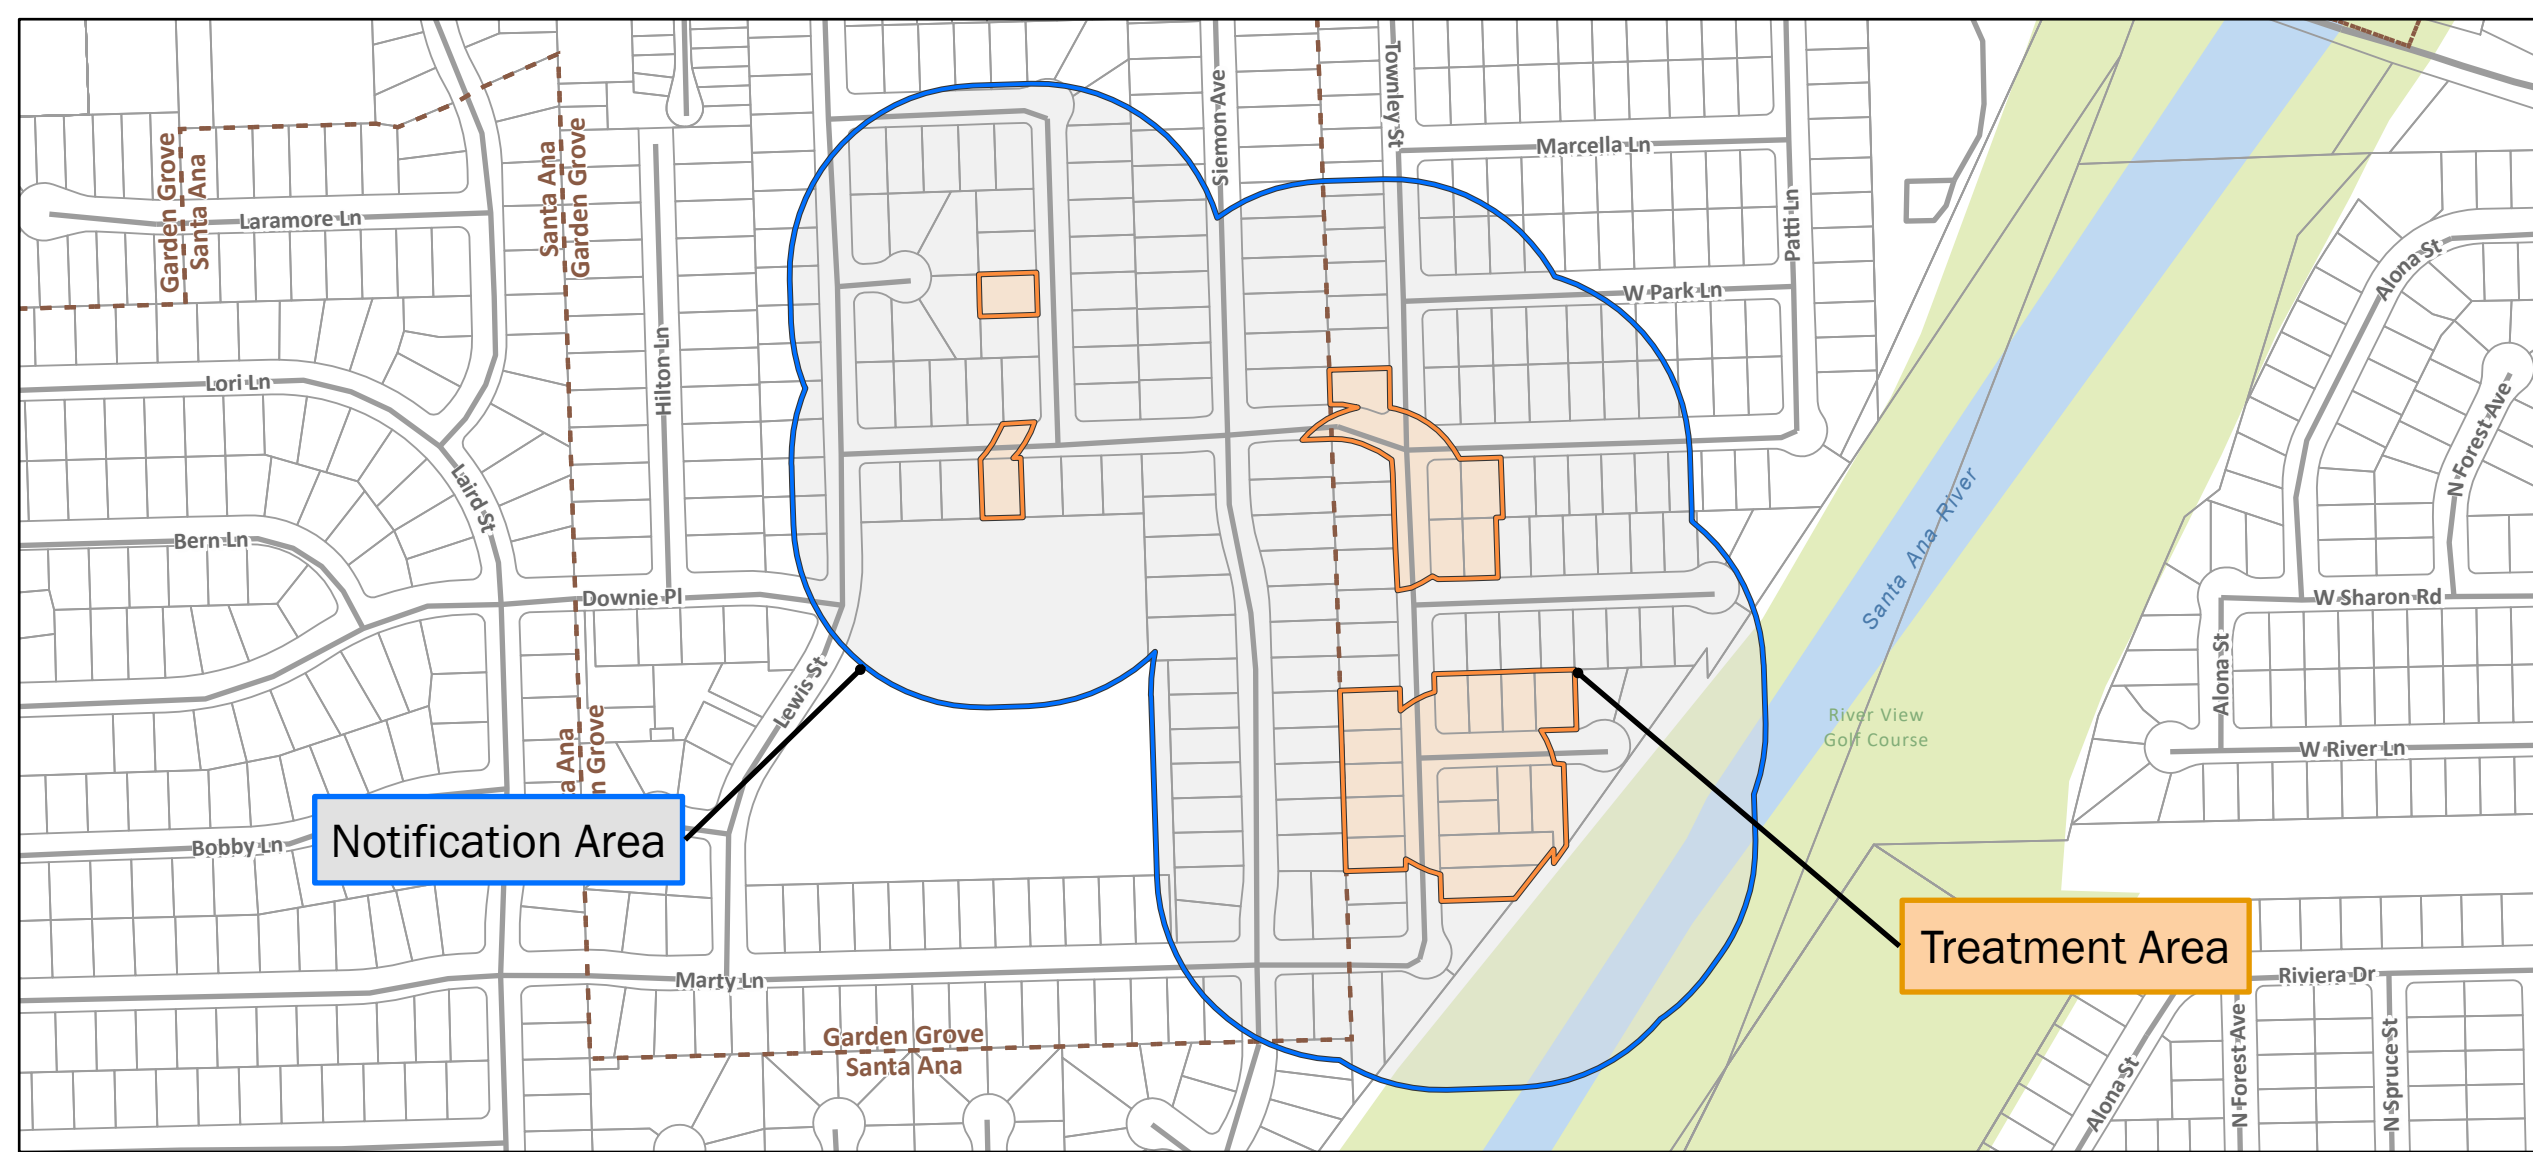 Siemon Ave
Townley St
Marcella Ln
Garden Grove
Santa Ana
Santa Ana
Garden Grove
Laramore Ln
Patti Ln
W Park Ln
Alona St
Hilton Ln
Lori Ln
N Forest Ave
Laird St
Santa Ana River
Bern Ln
Downie Pl
W Sharon Rd
Lewis St
Alona St
River View
Golf Course
W River Ln
Notification Area
Bobby Ln
Treatment Area
Marty Ln
Riviera Dr
Garden Grove
Santa Ana
N Forest Ave
N Spruce St
Alona St